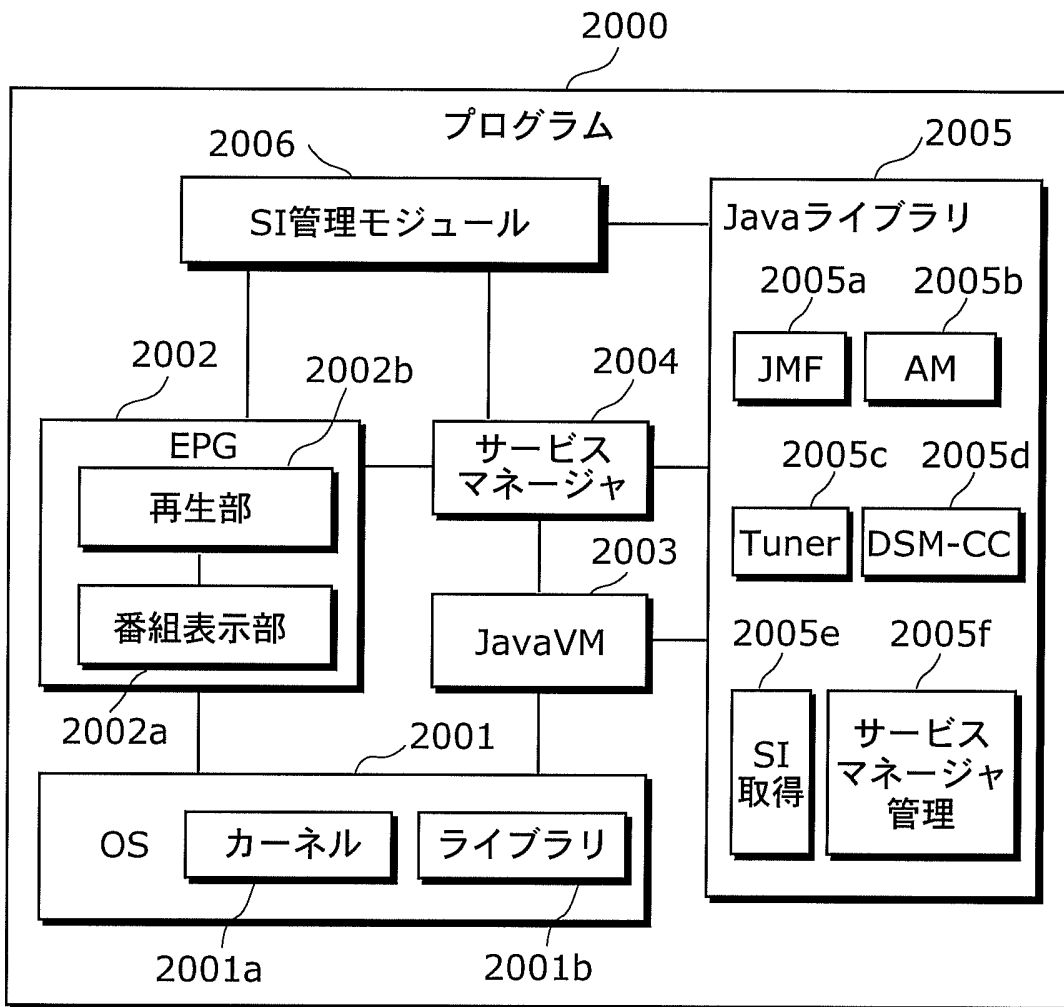 2000
プログラム
2006
SI管理モジュール
2005
Javaライブラリ
2005a
2005b
JMF
AM
2005c
2005d
Tuner
DSM-CC
2005e
2005f
SI
取得
サービス
マネージャ
管理
2002
2002b
EPG
再生部
番組表示部
2002a
2004
サービス
マネージャ
2003
JavaVM
2001
OS
カーネル
ライブラリ
2001a
2001b